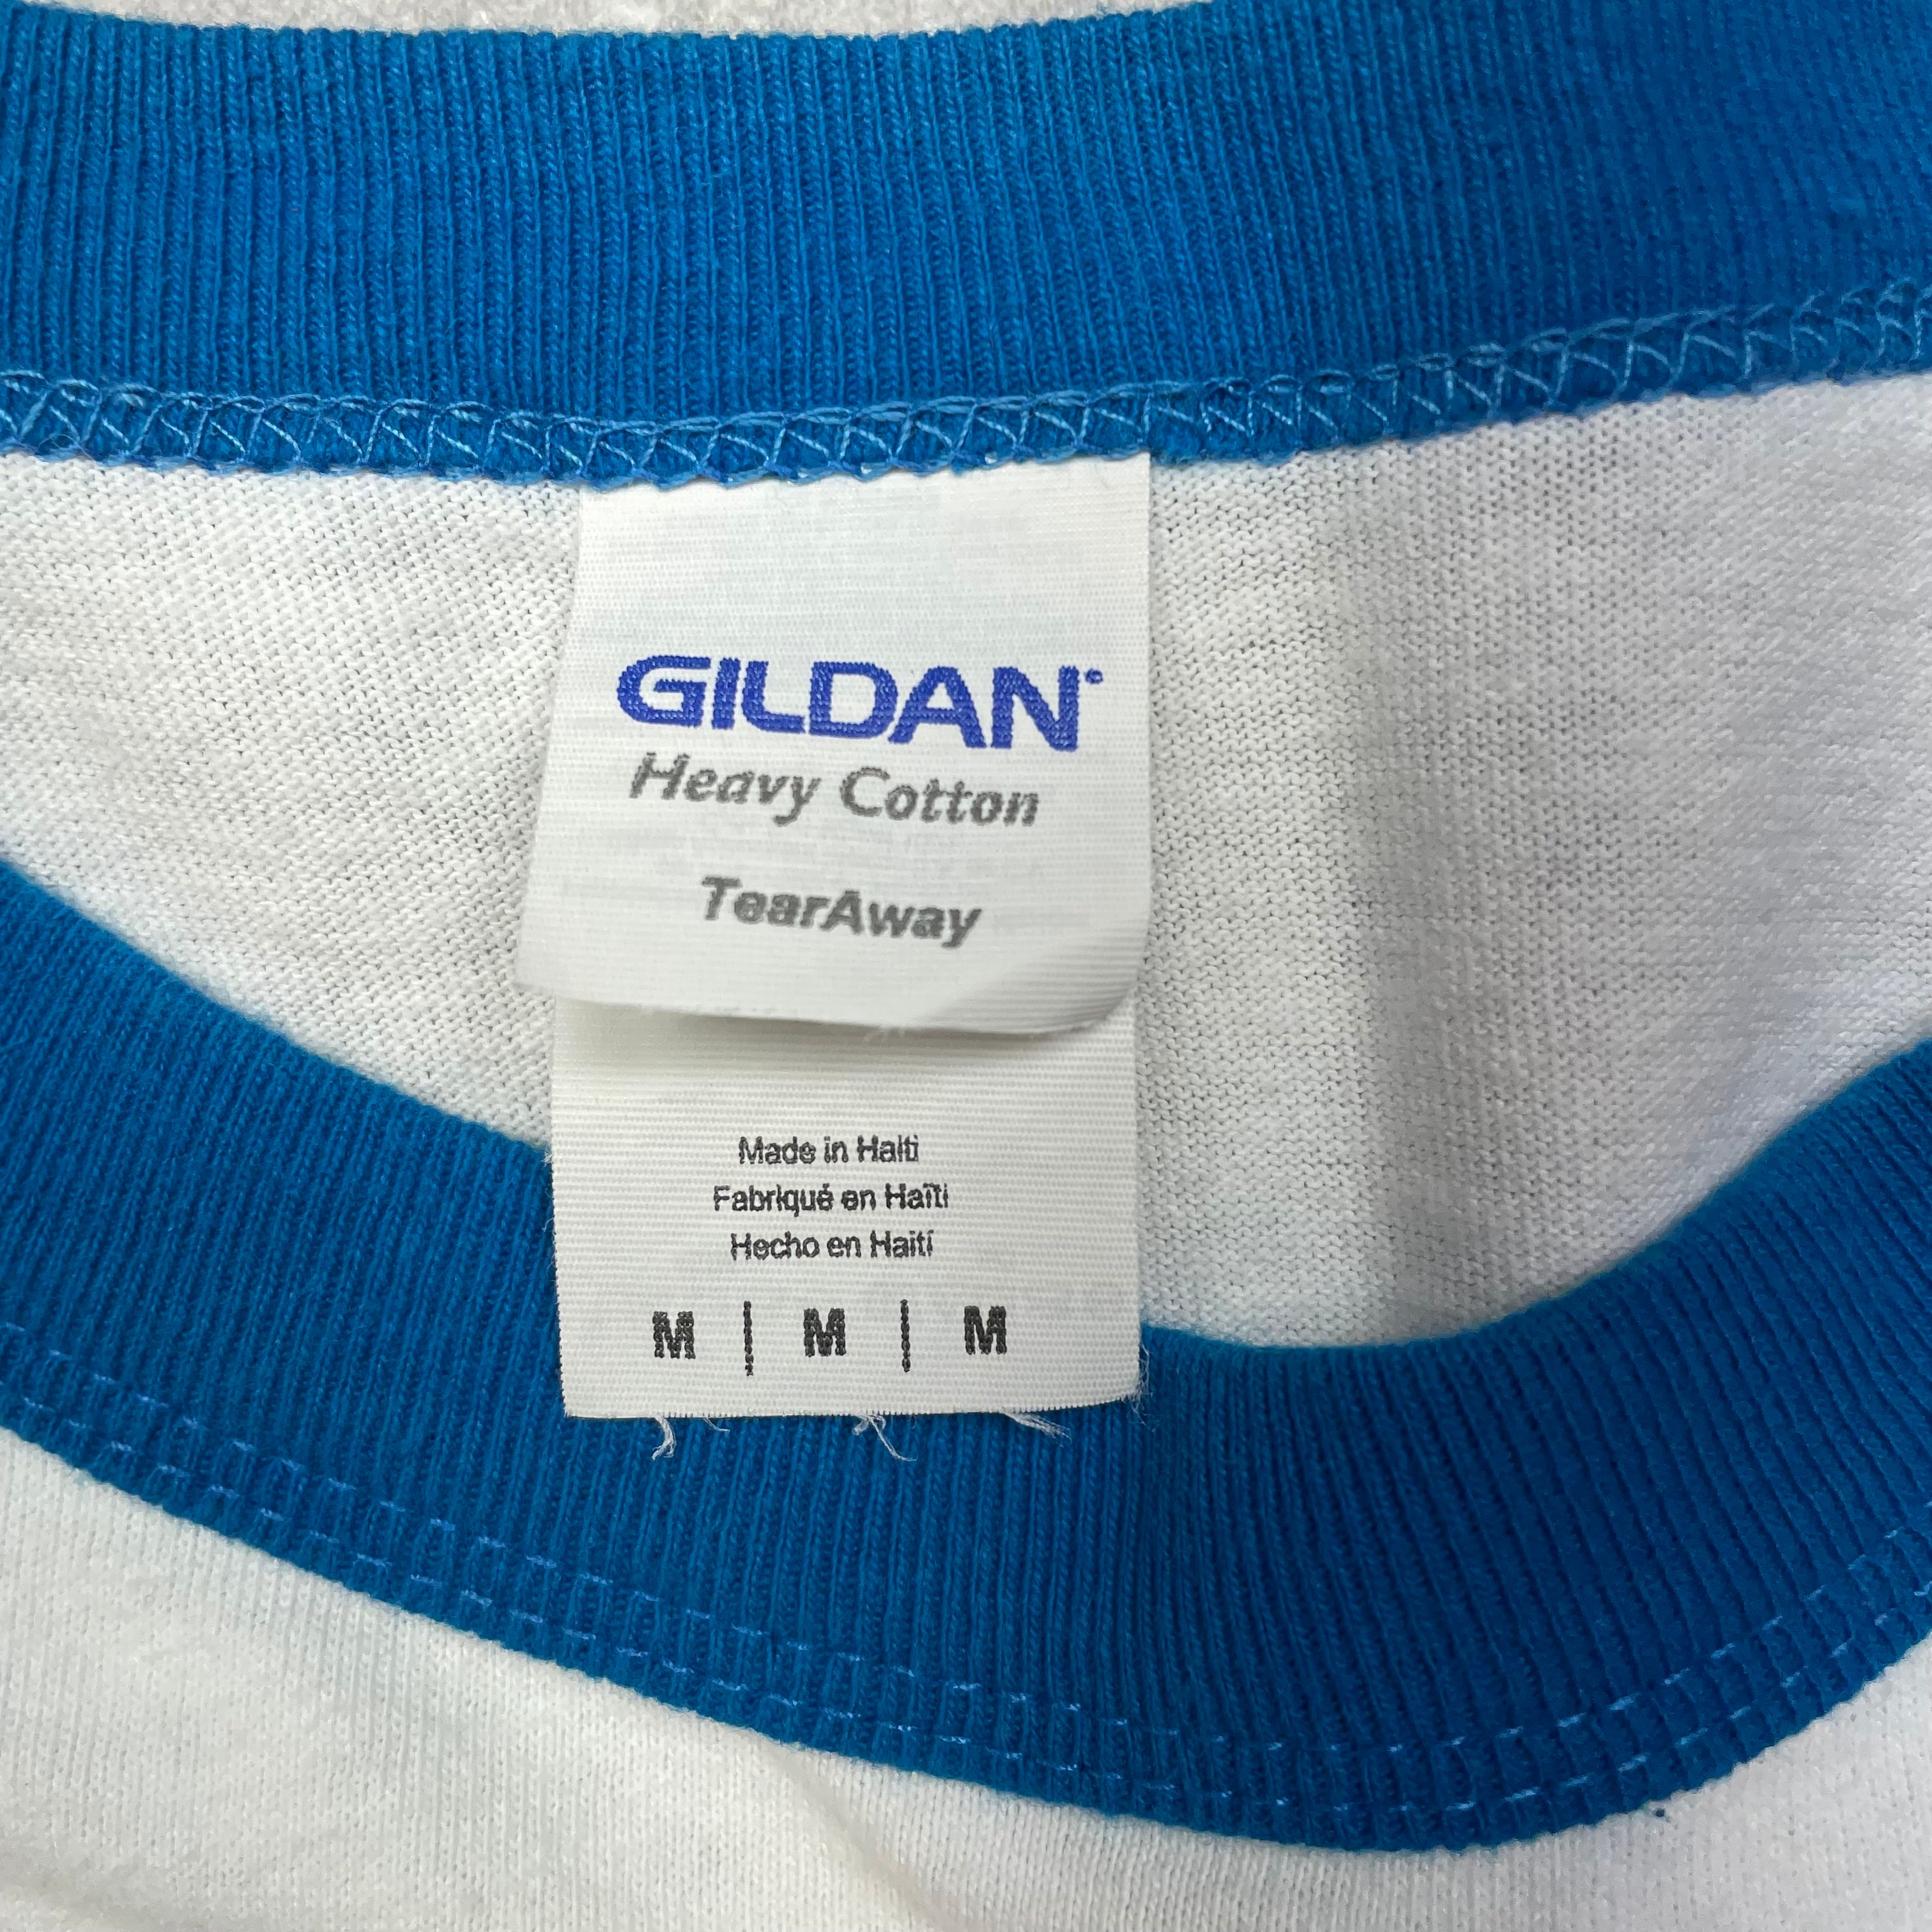 GILDAN
Heavy Cotton
TearAway
Made in Haiti
Fabriqué en Haïti
Hecho en Haití
M | M | M